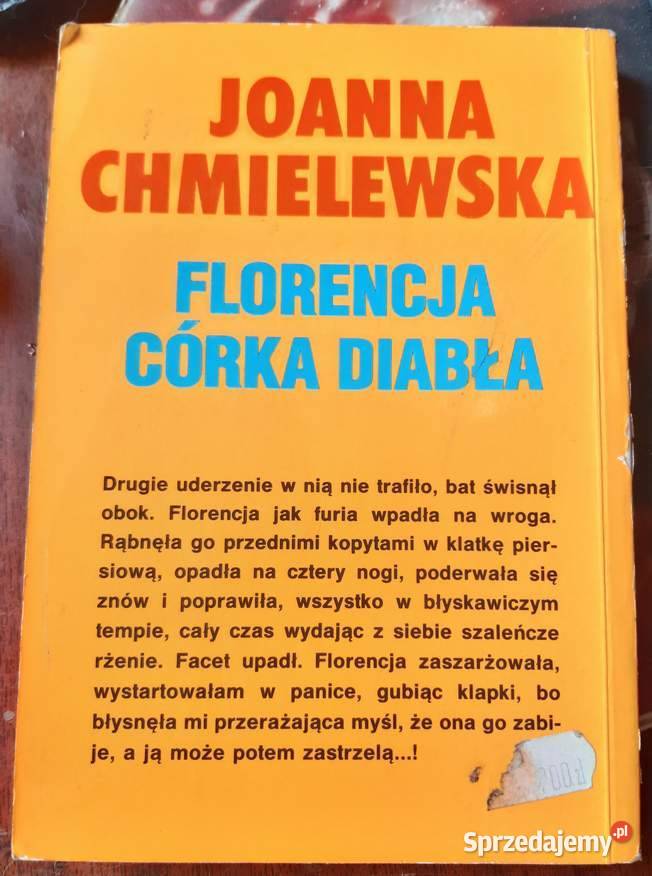 JOANNA
CHMIELEWSKA
FLORENCJA
CÓRKA DIABŁA
Drugie uderzenie w nią nie trafiło, bat świsnął
obok. Florencja jak furia wpadła na wroga.
Rąbnęła go przednimi kopytami w klatkę pier-
siową, opadła na cztery nogi, poderwała się
znów i poprawiła, wszystko w błyskawicznym
tempie, cały czas wydając z siebie szaleńcze
rżenie. Facet upadł. Florencja zaszarżowała,
wystartowałam w panice, gubiąc klapki, bo
błysnęła mi przerażająca myśl, że ona go zabi-
je, a ją może potem zastrzelą...!
Sprzedajemy.pl